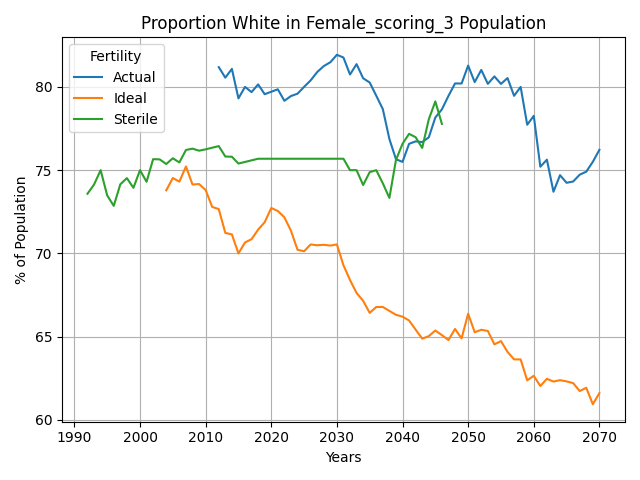 Proportion White in Female_scoring_3 Population
Fertility
Actual
Ideal
Sterile
% of Population
80
75
70
65
60
1990
2000
2010
2020
2030
2040
2050
2060
2070
Years